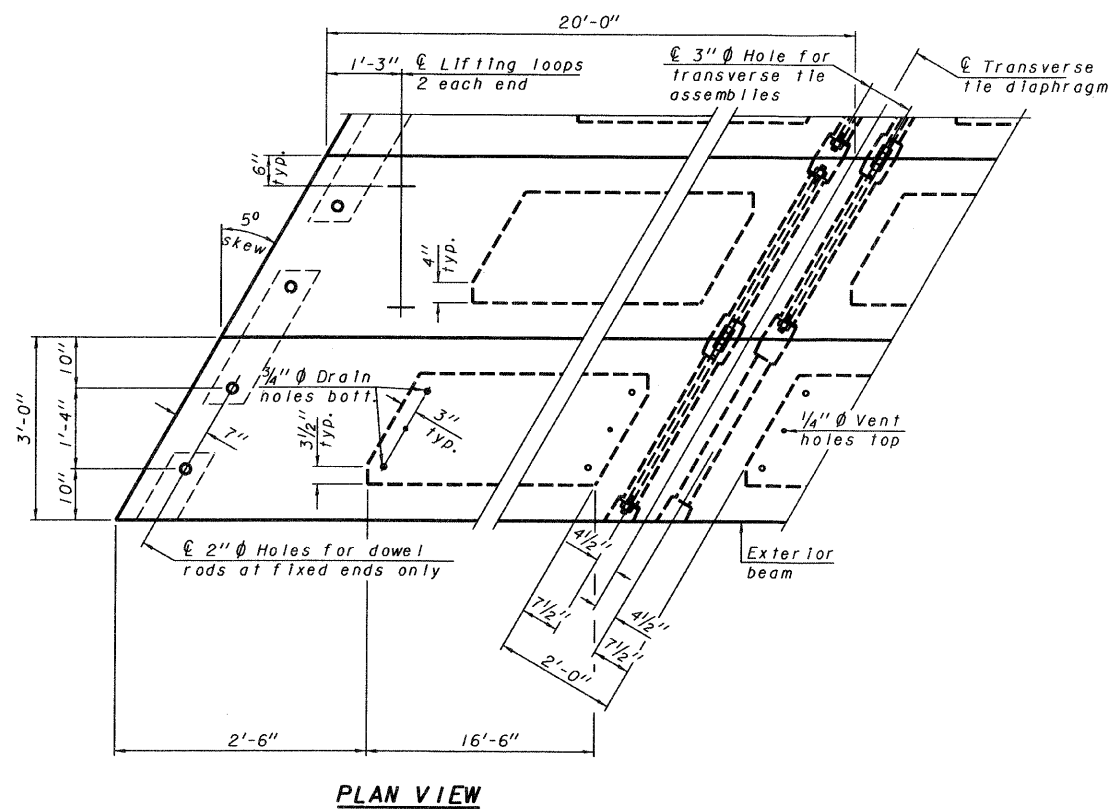 20'-0"
1'-3"
℄ Lifting loops
2 each end
℄ 3" ϕ Hole for
transverse tie
assemblies
℄ Transverse
tie diaphragm
6"
typ.
5°
skew
4"
typ.
3'-0"
10"
1'-4"
10"
7"
3/4" ϕ Drain
holes bott.
3 1/2"
typ.
3"
typ.
1/4" ϕ Vent
holes top
℄ 2" ϕ Holes for dowel
rods at fixed ends only
Exterior
beam
4 1/2"
7 1/2"
4 1/2"
7 1/2"
2'-0"
2'-6"
16'-6"
PLAN VIEW